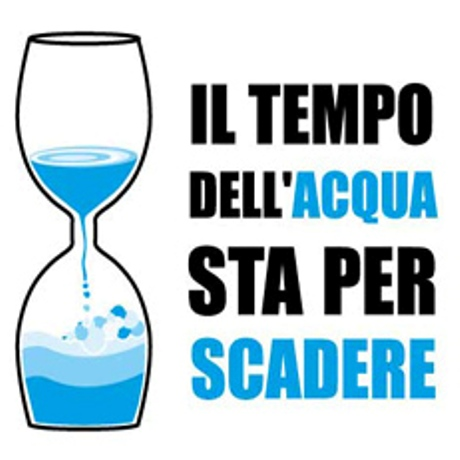 IL TEMPO
DELL'ACQUA
STA PER
SCADERE